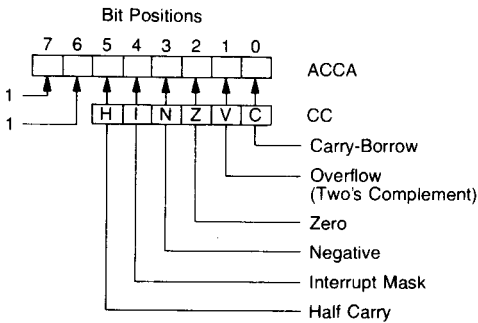 Bit Positions
7 6 5 4 3 2 1 0
ACCA
1
1
H I N Z V C
CC
Carry-Borrow
Overflow
(Two's Complement)
Zero
Negative
Interrupt Mask
Half Carry